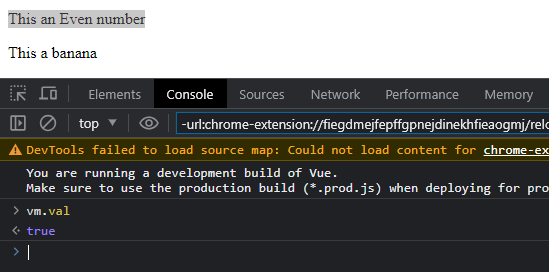 This an Even number
This a banana
Elements Console Sources Network Performance Memory
top -url:chrome-extension://fiegdmejfepffgpnejdinekhfieaogmj/relo
DevTools failed to load source map: Could not load content for chrome-ex
You are running a development build of Vue.
Make sure to use the production build (*.prod.js) when deploying for pro
> vm.val
true
>